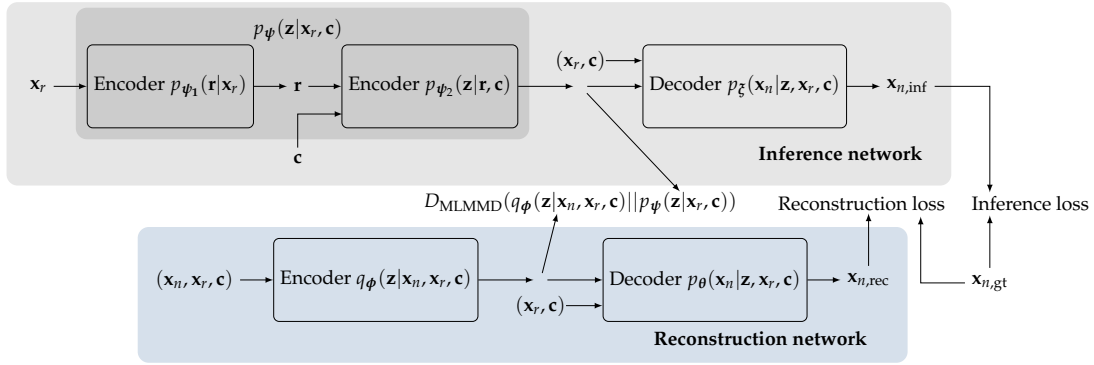 p_ψ(z|x_r, c)
(x_r, c)
x_r
Encoder p_ψ₁(r|x_r)
r
Encoder p_ψ₂(z|r, c)
Decoder p_ξ(x_n|z, x_r, c)
x_n,inf
c
Inference network
D_MLMMD(q_ϕ(z|x_n, x_r, c)||p_ψ(z|x_r, c))
Reconstruction loss
Inference loss
(x_n, x_r, c)
Encoder q_ϕ(z|x_n, x_r, c)
Decoder p_θ(x_n|z, x_r, c)
x_n,rec
x_n,gt
(x_r, c)
Reconstruction network